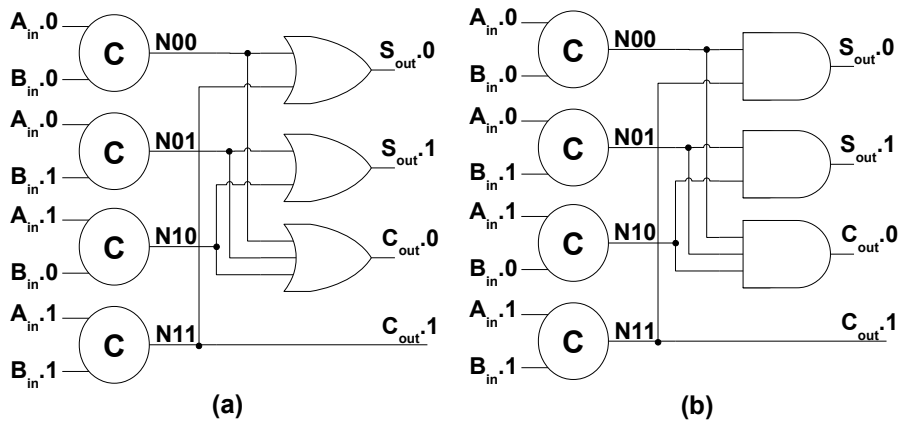 A_in.0
C
N00
S_out.0
B_in.0
A_in.0
C
N01
S_out.1
B_in.1
A_in.1
C
N10
C_out.0
B_in.0
A_in.1
C
N11
C_out.1
B_in.1
(a)
A_in.0
C
N00
S_out.0
B_in.0
A_in.0
C
N01
S_out.1
B_in.1
A_in.1
C
N10
C_out.0
B_in.0
A_in.1
C
N11
C_out.1
B_in.1
(b)